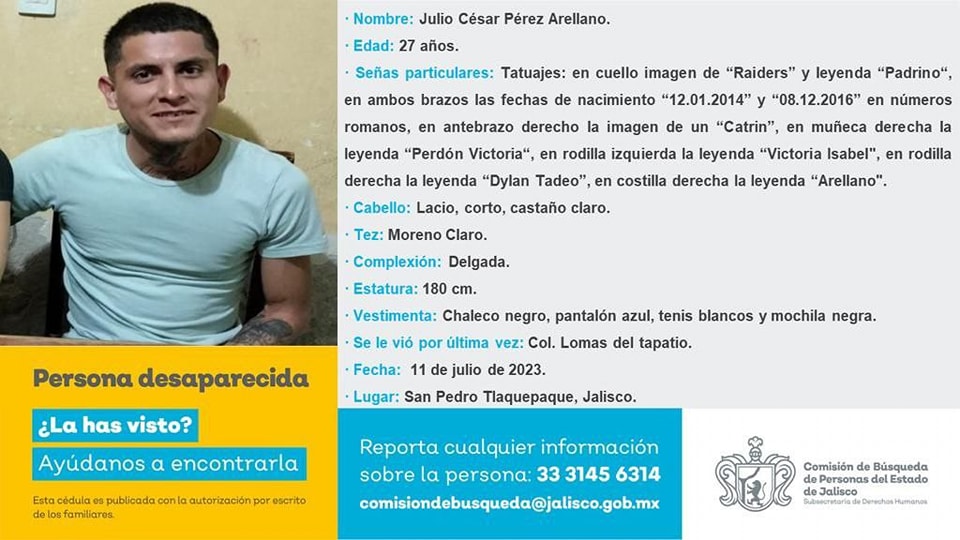 · Nombre: Julio César Pérez Arellano.
· Edad: 27 años.
· Señas particulares: Tatuajes: en cuello imagen de “Raiders” y leyenda “Padrino“,
en ambos brazos las fechas de nacimiento “12.01.2014” y “08.12.2016” en números
romanos, en antebrazo derecho la imagen de un “Catrin”, en muñeca derecha la
leyenda “Perdón Victoria“, en rodilla izquierda la leyenda “Victoria Isabel", en rodilla
derecha la leyenda “Dylan Tadeo”, en costilla derecha la leyenda “Arellano".
· Cabello: Lacio, corto, castaño claro.
· Tez: Moreno Claro.
· Complexión: Delgada.
· Estatura: 180 cm.
· Vestimenta: Chaleco negro, pantalón azul, tenis blancos y mochila negra.
· Se le vió por última vez: Col. Lomas del tapatio.
· Fecha: 11 de julio de 2023.
· Lugar: San Pedro Tlaquepaque, Jalisco.
Persona desaparecida
¿La has visto?
Ayúdanos a encontrarla
Esta cédula es publicada con la autorización por escrito
de los familiares.
Reporta cualquier información
sobre la persona: 33 3145 6314
comisiondebusqueda@jalisco.gob.mx
Comisión de Búsqueda
de Personas del Estado
de Jalisco
Subsecretaría de Derechos Humanos